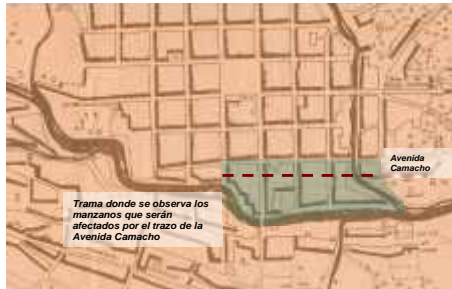 Avenida
Camacho
Trama donde se observa los
manzanos que serán
afectados por el trazo de la
Avenida Camacho